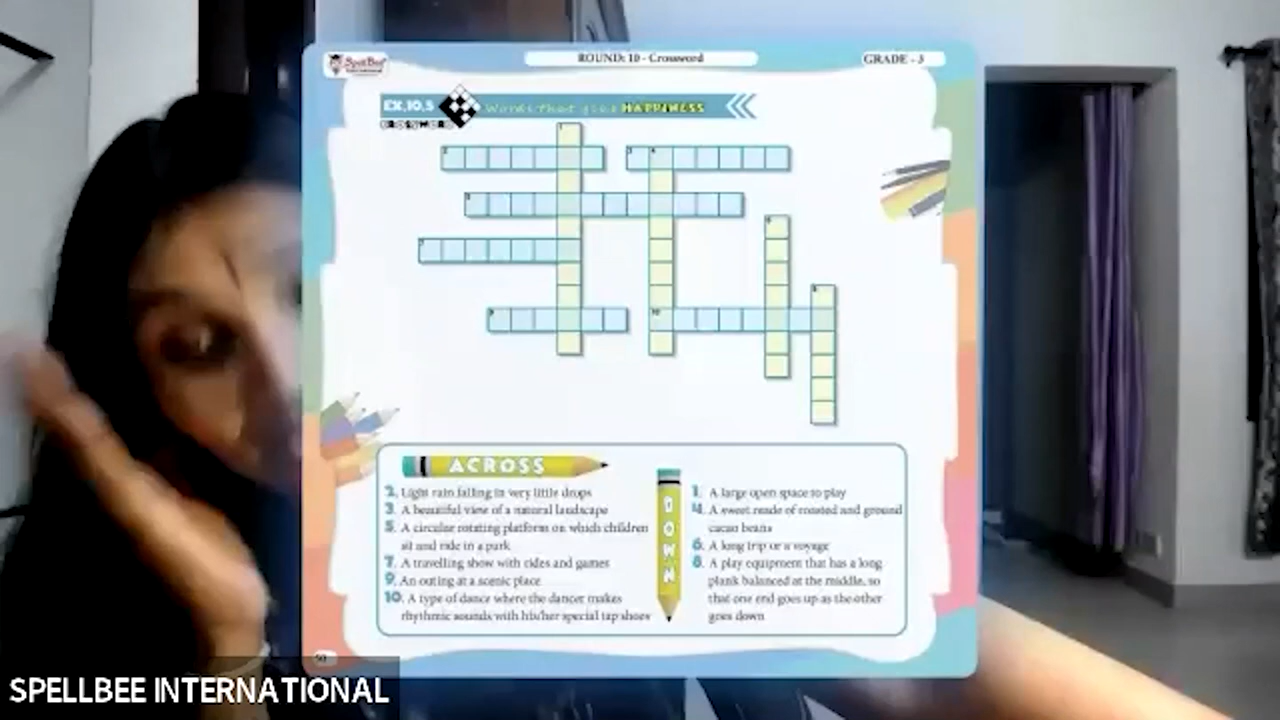 SpellBee
ROUND: 10 - Crossword
GRADE - 3
EX.10.5
Words that give HAPPINESS
CROSSWORD
ACROSS
2. Light rain falling in very little drops
3. A beautiful view of a natural landscape
5. A circular rotating platform on which children
sit and ride in a park
7. A travelling show with rides and games
9. An outing at a scenic place
10. A type of dance where the dancer makes
rhythmic sounds with his/her special tap shoes
DOWN
1. A large open space to play
4. A sweet made of roasted and ground
cacao beans
6. A long trip or a voyage
8. A play equipment that has a long
plank balanced at the middle, so
that one end goes up as the other
goes down
50
SPELLBEE INTERNATIONAL